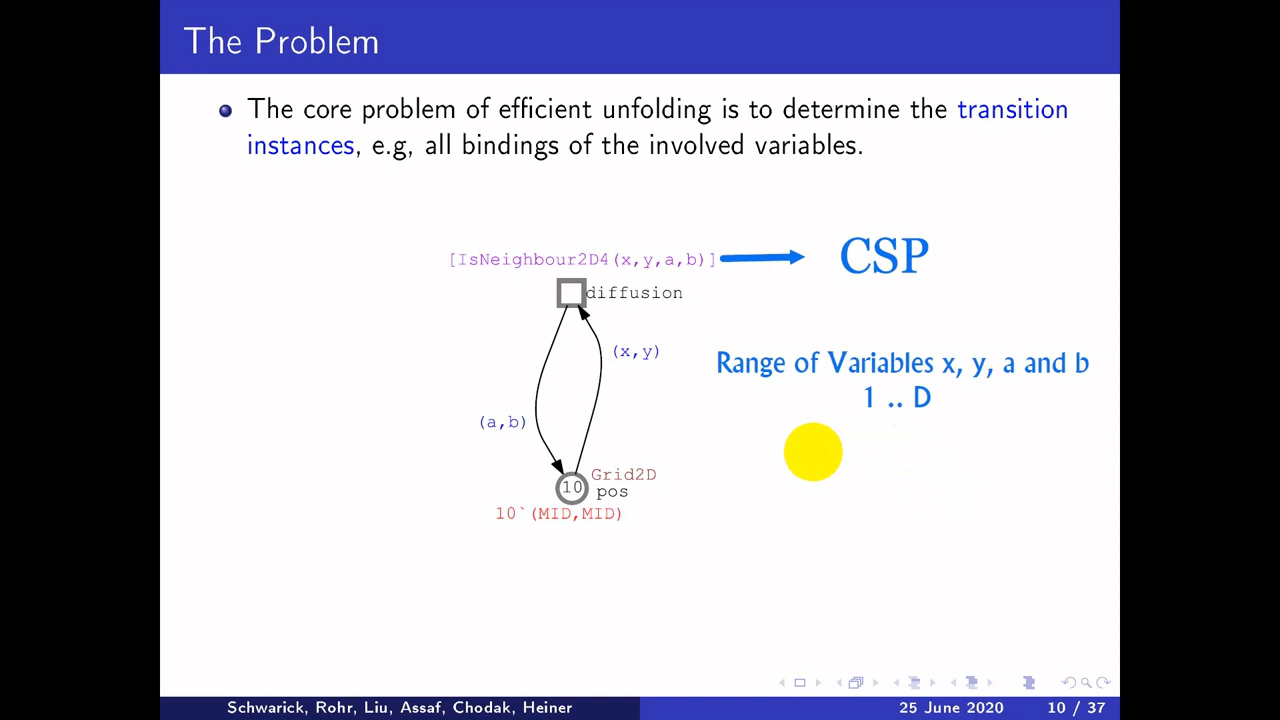 The Problem
The core problem of efficient unfolding is to determine the transition
instances, e.g, all bindings of the involved variables.
[IsNeighbour2D4(x,y,a,b)]
CSP
diffusion
(x,y)
Range of Variables x, y, a and b
1 .. D
(a,b)
Grid2D
10
pos
10`(MID,MID)
Schwarick, Rohr, Liu, Assaf, Chodak, Heiner
25 June 2020
10 / 37